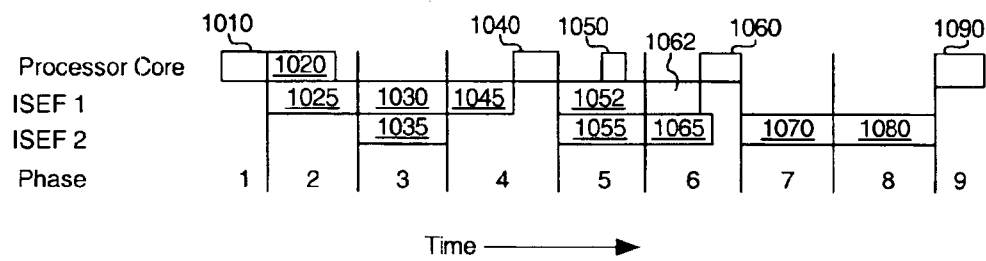 1010 1040 1050 1062 1060 1090
Processor Core 1020
ISEF 1 1025 1030 1045 1052
ISEF 2 1035 1055 1065 1070 1080
Phase 1 2 3 4 5 6 7 8 9
Time